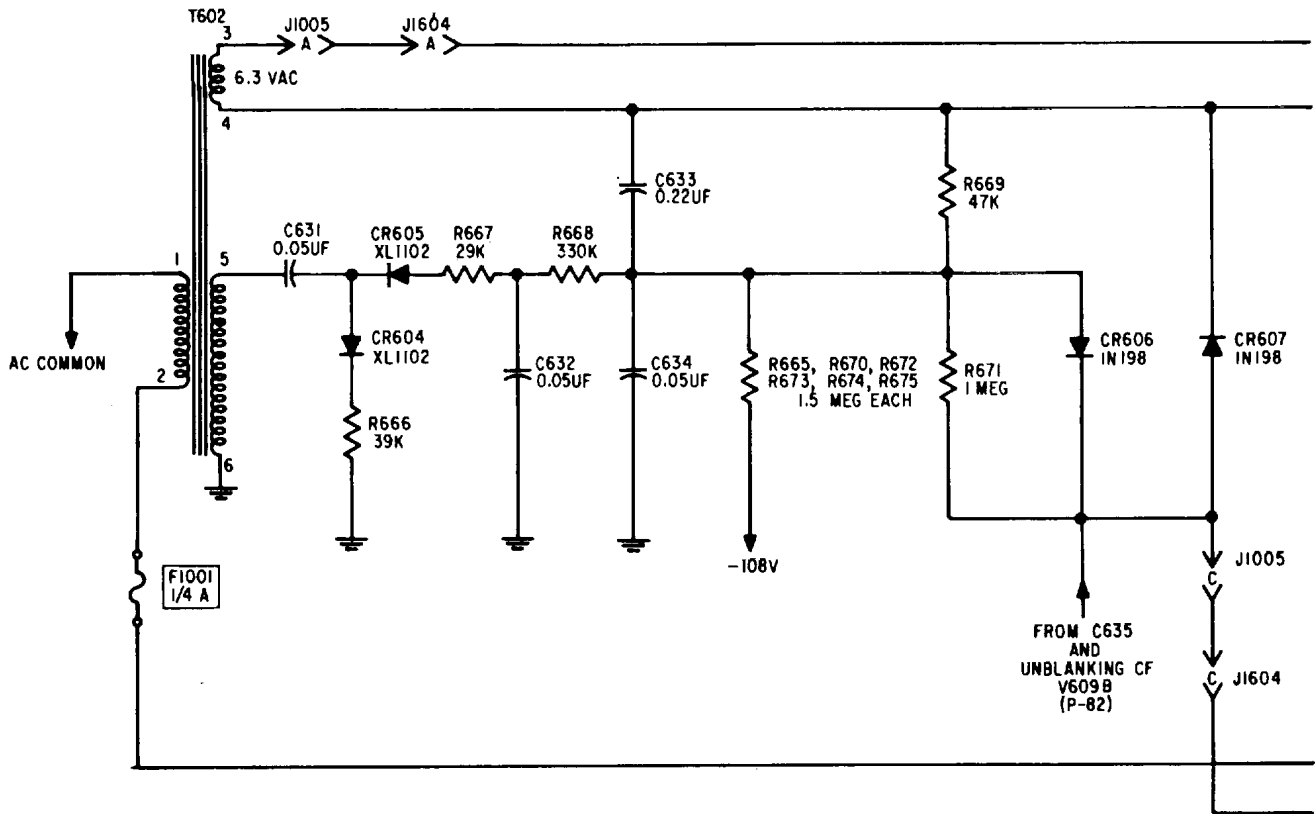 T602
3
J1005
A
J1604
A
6.3 VAC
4
C633
0.22UF
R669
47K
C631
0.05UF
CR605
XL1102
R667
29K
R668
330K
1
5
CR604
XL1102
C632
0.05UF
C634
0.05UF
R665, R670, R672
R673, R674, R675
1.5 MEG EACH
R671
1 MEG
CR606
IN198
CR607
IN198
AC COMMON
2
R666
39K
6
-108V
F1001
1/4 A
J1005
C
FROM C635
AND
UNBLANKING CF
V609B
(P-82)
C
J1604